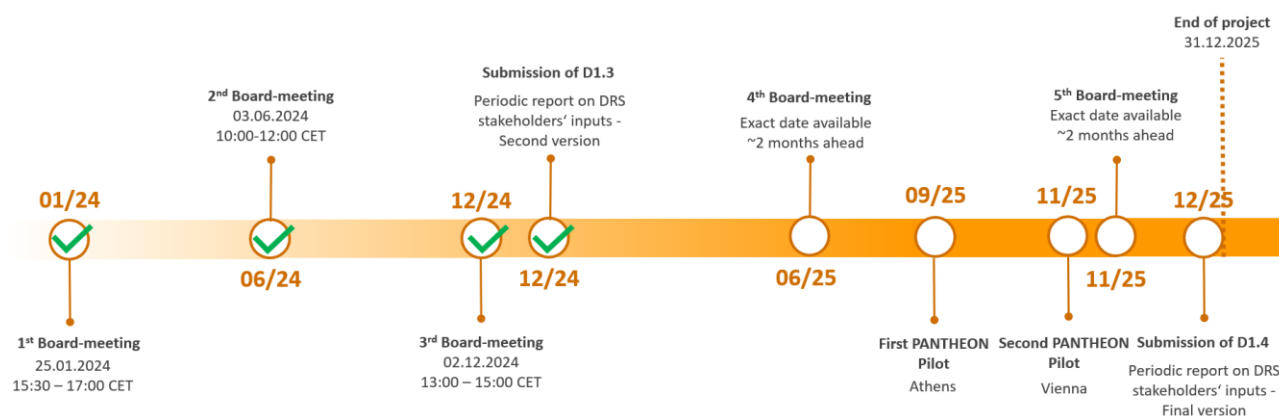 End of project
31.12.2025
Submission of D1.3
Periodic report on DRS
stakeholders‘ inputs -
Second version
2nd Board-meeting
03.06.2024
10:00-12:00 CET
4th Board-meeting
Exact date available
~2 months ahead
5th Board-meeting
Exact date available
~2 months ahead
01/24
12/24
09/25
11/25
12/25
06/24
12/24
06/25
11/25
1st Board-meeting
25.01.2024
15:30 – 17:00 CET
3rd Board-meeting
02.12.2024
13:00 – 15:00 CET
First PANTHEON
Pilot
Athens
Second PANTHEON
Pilot
Vienna
Submission of D1.4
Periodic report on DRS
stakeholders‘ inputs -
Final version